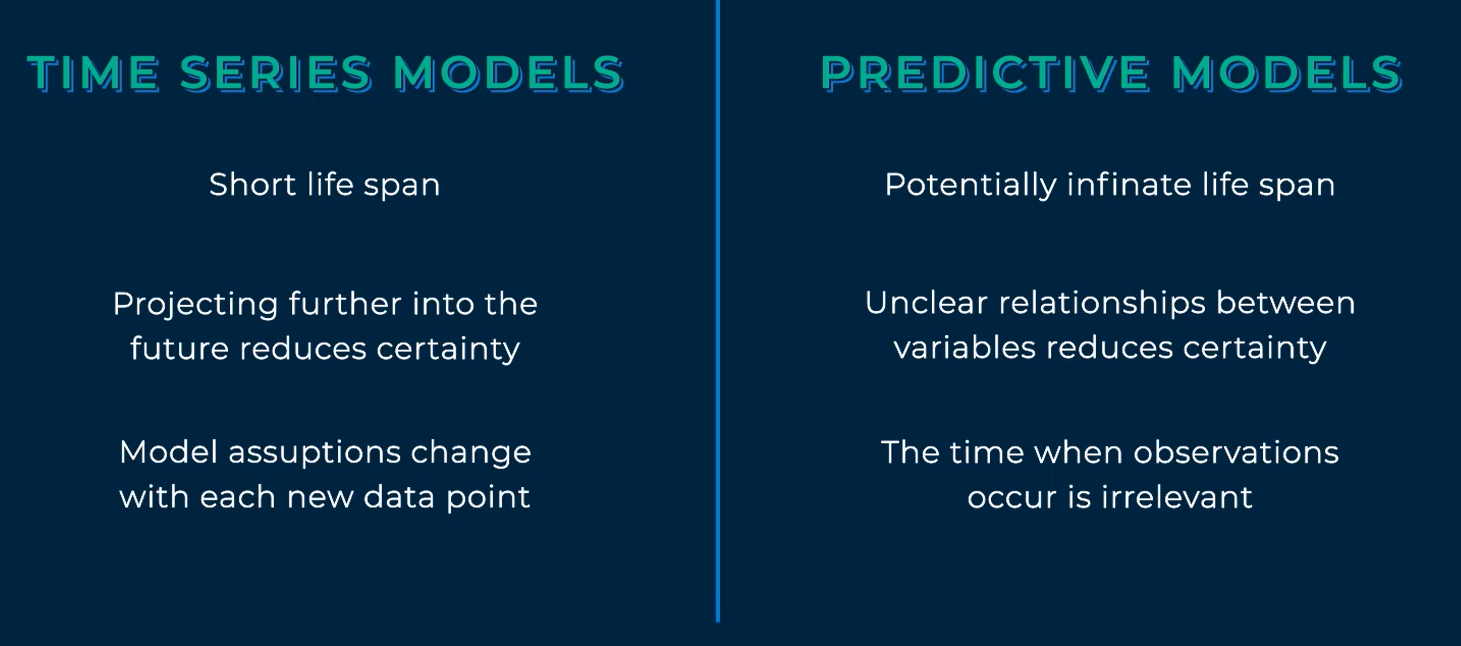 TIME SERIES MODELS
Short life span
Projecting further into the
future reduces certainty
Model assuptions change
with each new data point
PREDICTIVE MODELS
Potentially infinate life span
Unclear relationships between
variables reduces certainty
The time when observations
occur is irrelevant